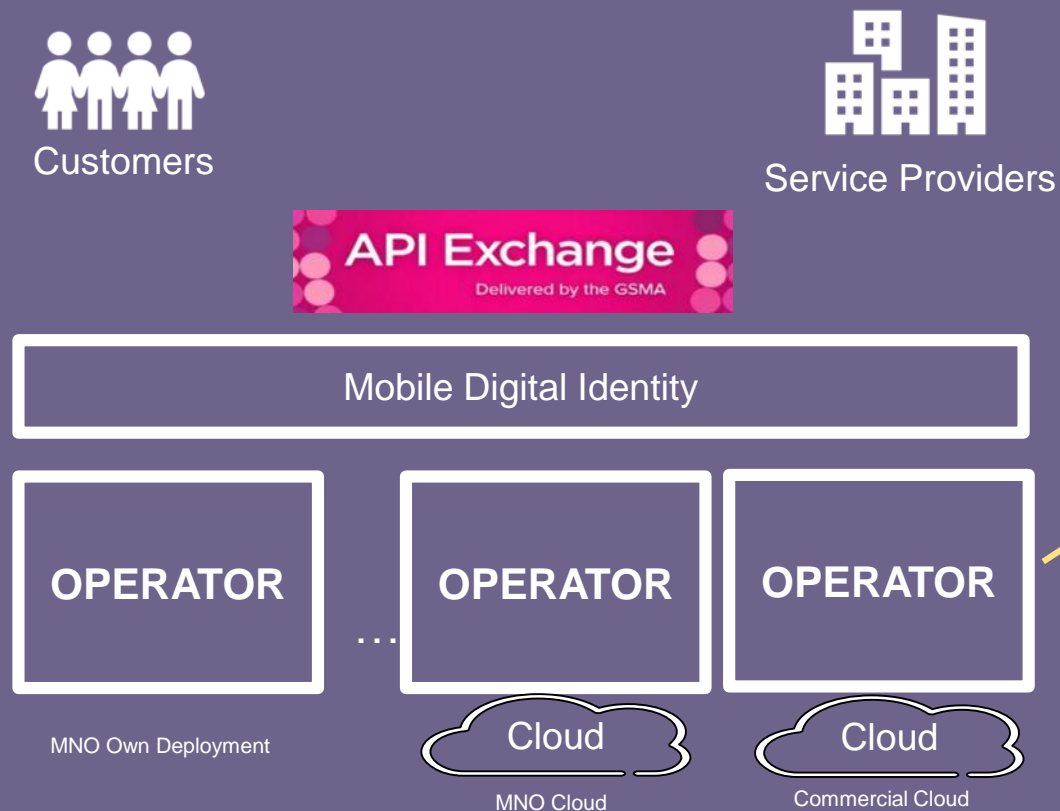 Customers
Service Providers
API Exchange
Delivered by the GSMA
Mobile Digital Identity
OPERATOR
...
OPERATOR
OPERATOR
MNO Own Deployment
Cloud
MNO Cloud
Cloud
Commercial Cloud